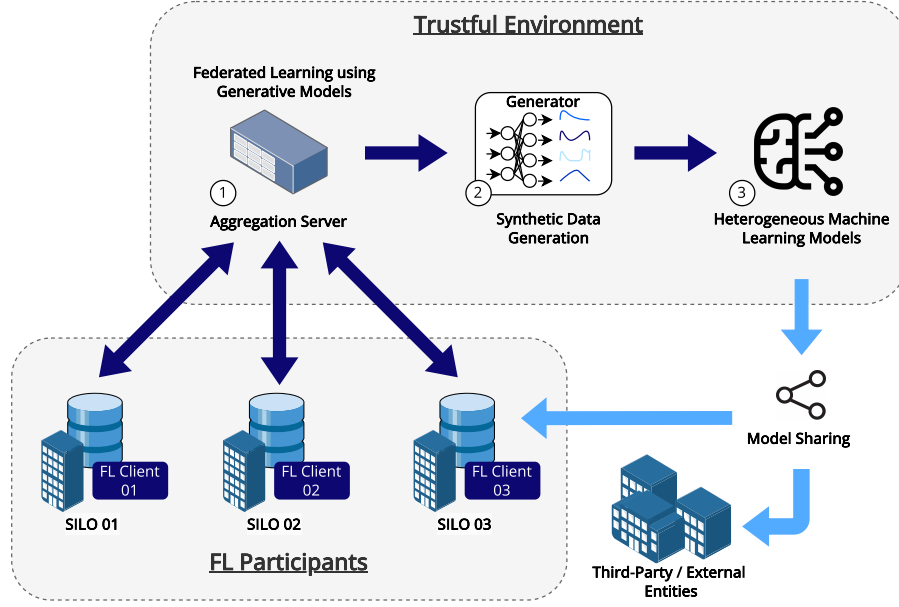 Trustful Environment
Federated Learning using
Generative Models
Generator
1
2
3
Aggregation Server
Synthetic Data
Generation
Heterogeneous Machine
Learning Models
Model Sharing
FL Client
01
FL Client
02
FL Client
03
SILO 01
SILO 02
SILO 03
FL Participants
Third-Party / External
Entities